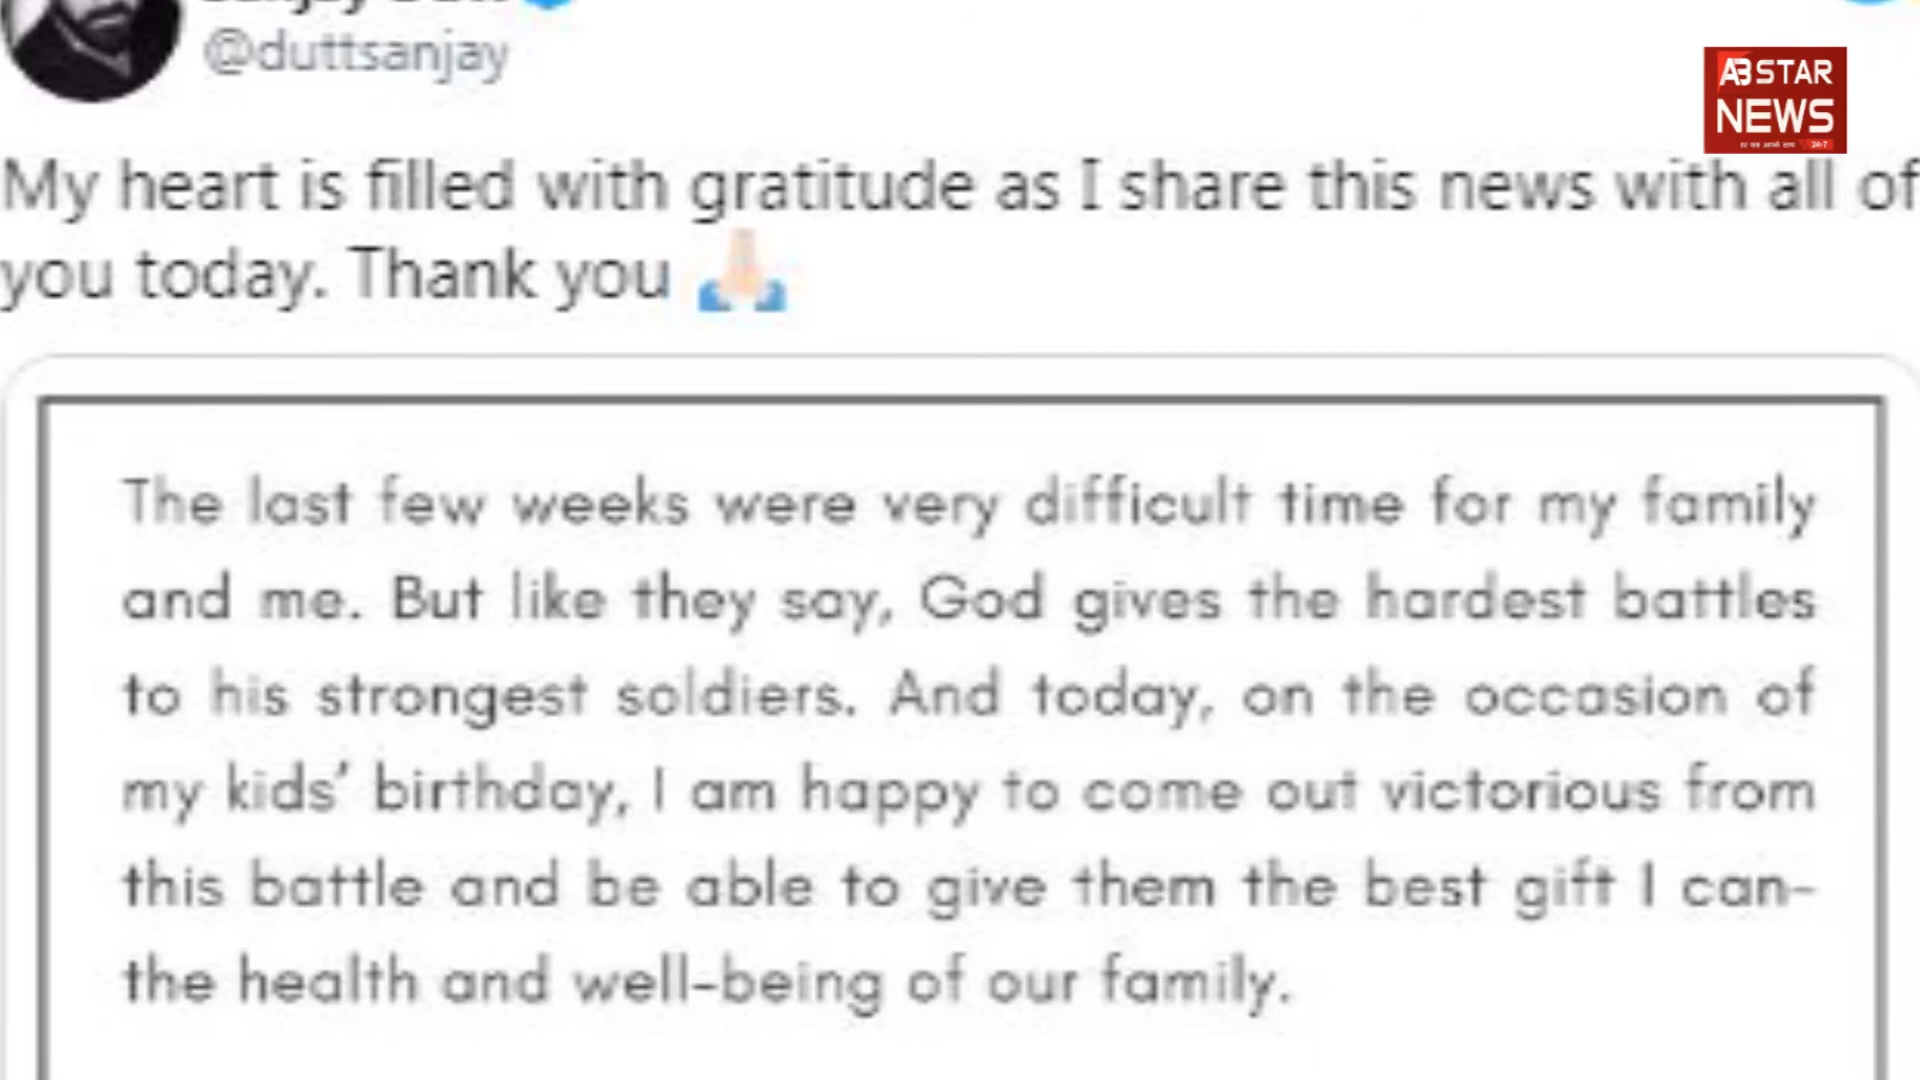 @duttsanjay
AB STAR
NEWS
24-7
My heart is filled with gratitude as I share this news with all of
you today. Thank you 🙏🏻
The last few weeks were very difficult time for my family
and me. But like they say, God gives the hardest battles
to his strongest soldiers. And today, on the occasion of
my kids' birthday, I am happy to come out victorious from
this battle and be able to give them the best gift I can-
the health and well-being of our family.